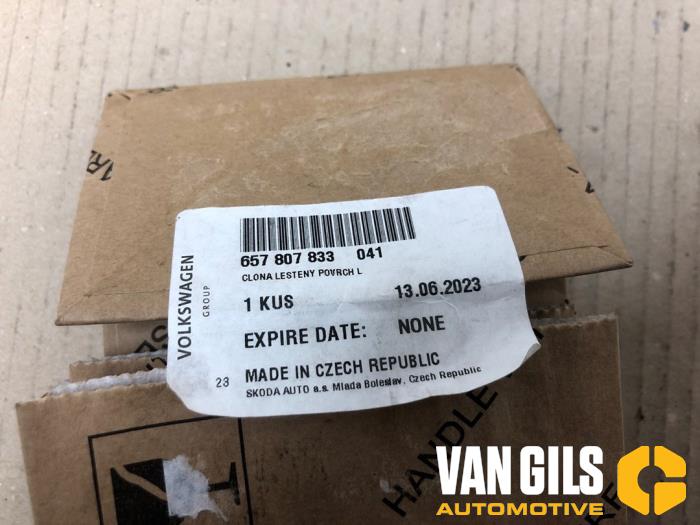 VOLKSWAGEN
GROUP
657 807 833 041
CLONA LESTENY POVRCH L
1 KUS 13.06.2023
EXPIRE DATE: NONE
23 MADE IN CZECH REPUBLIC
SKODA AUTO a.s. Mlada Boleslav, Czech Republic
HANDLE
VAN GILS
AUTOMOTIVE